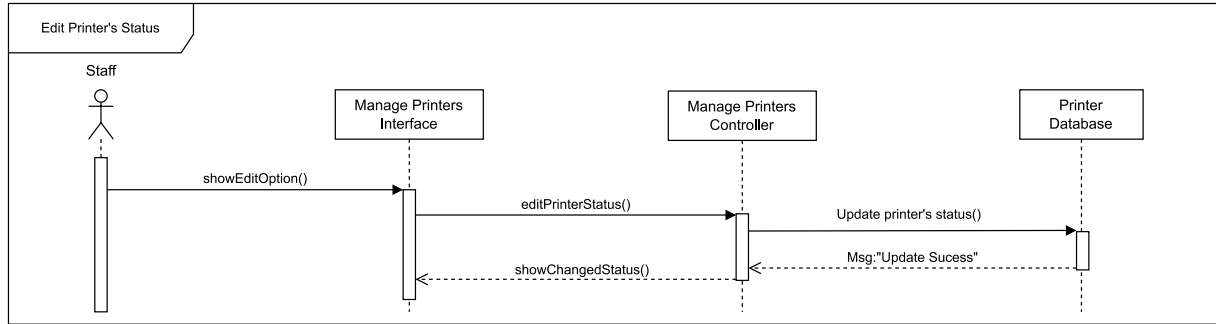 Edit Printer's Status
Staff
Manage Printers
Interface
Manage Printers
Controller
Printer
Database
showEditOption()
editPrinterStatus()
Update printer's status()
Msg:"Update Sucess"
showChangedStatus()